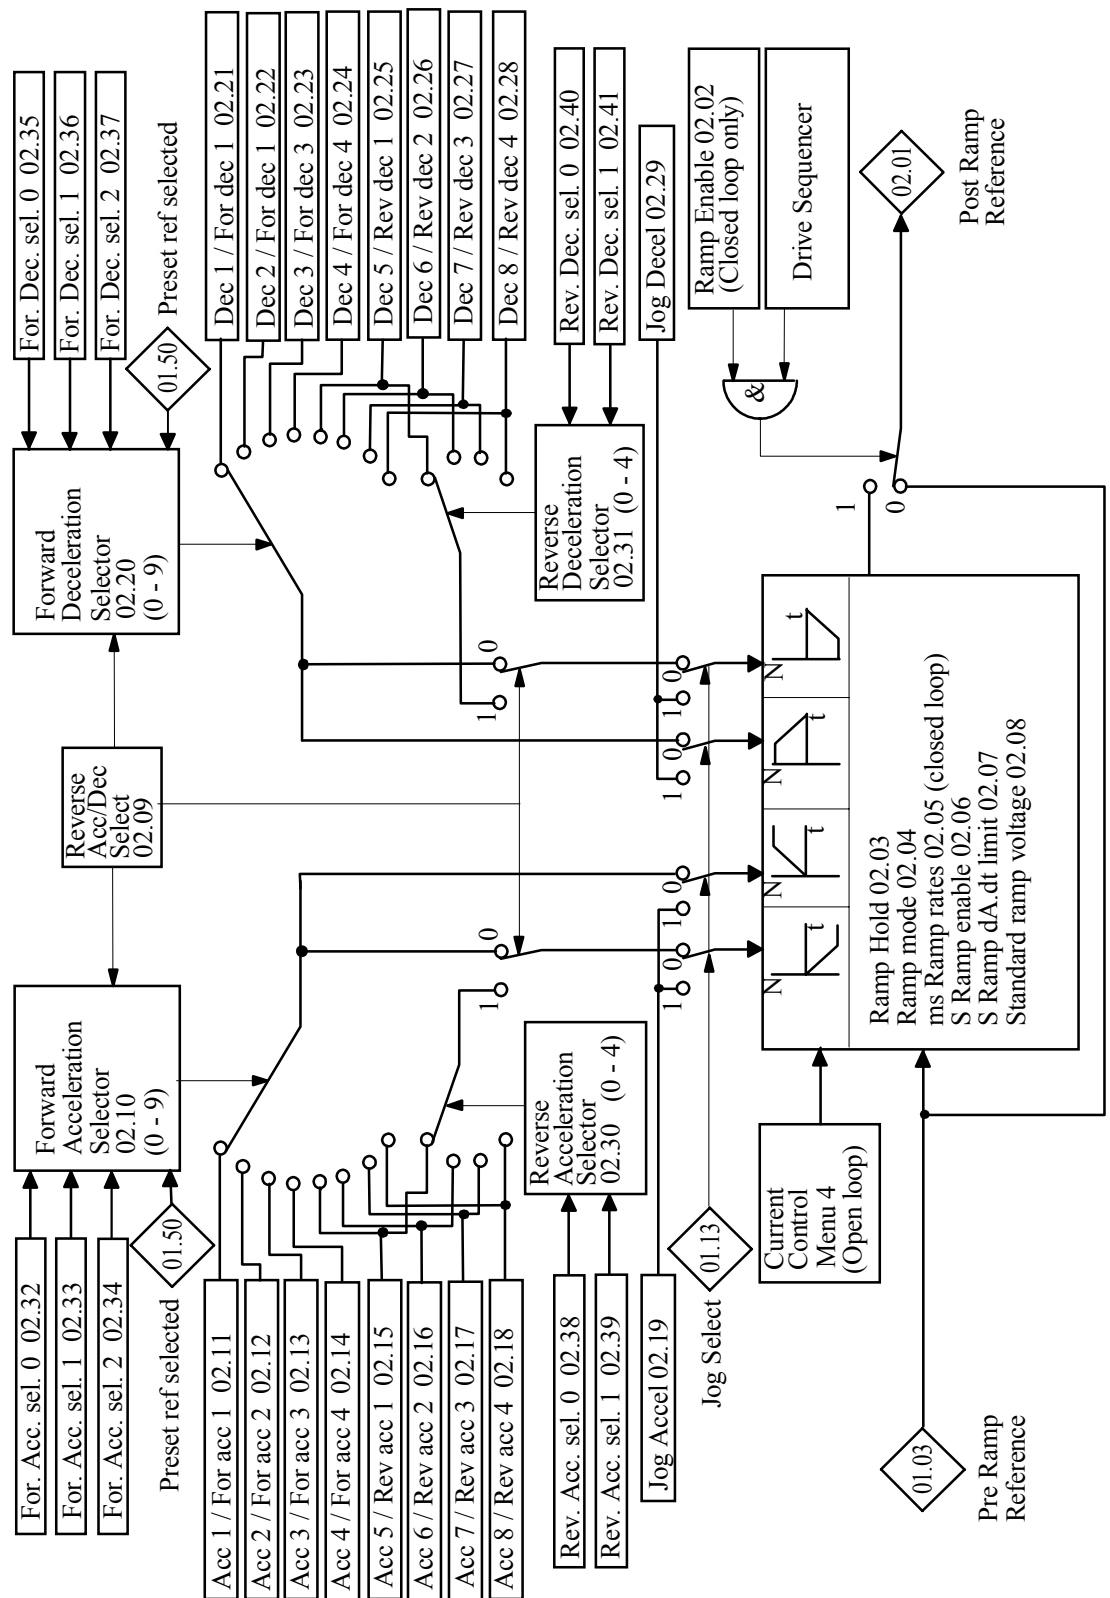 For. Acc. sel. 0 02.32
For. Acc. sel. 1 02.33
For. Acc. sel. 2 02.34
01.50
Preset ref selected
Forward
Acceleration
Selector
02.10
(0 - 9)
Reverse
Acc/Dec
Select
02.09
Forward
Deceleration
Selector
02.20
(0 - 9)
For. Dec. sel. 0 02.35
For. Dec. sel. 1 02.36
For. Dec. sel. 2 02.37
01.50
Preset ref selected
Acc 1 / For acc 1 02.11
Acc 2 / For acc 2 02.12
Acc 3 / For acc 3 02.13
Acc 4 / For acc 4 02.14
Acc 5 / Rev acc 1 02.15
Acc 6 / Rev acc 2 02.16
Acc 7 / Rev acc 3 02.17
Acc 8 / Rev acc 4 02.18
Dec 1 / For dec 1 02.21
Dec 2 / For dec 1 02.22
Dec 3 / For dec 3 02.23
Dec 4 / For dec 4 02.24
Dec 5 / Rev dec 1 02.25
Dec 6 / Rev dec 2 02.26
Dec 7 / Rev dec 3 02.27
Dec 8 / Rev dec 4 02.28
1
0
1
0
Rev. Acc. sel. 0 02.38
Rev. Acc. sel. 1 02.39
Reverse
Acceleration
Selector
02.30 (0 - 4)
Reverse
Deceleration
Selector
02.31 (0 - 4)
Rev. Dec. sel. 0 02.40
Rev. Dec. sel. 1 02.41
Jog Accel 02.19
Jog Decel 02.29
1
0
1
0
1
0
1
0
Jog Select
01.13
Current
Control
Menu 4
(Open loop)
N
t
N
t
N
t
N
t
Ramp Hold 02.03
Ramp mode 02.04
ms Ramp rates 02.05 (closed loop)
S Ramp enable 02.06
S Ramp dA.dt limit 02.07
Standard ramp voltage 02.08
Ramp Enable 02.02
(Closed loop only)
Drive Sequencer
&
1
0
01.03
Pre Ramp
Reference
02.01
Post Ramp
Reference